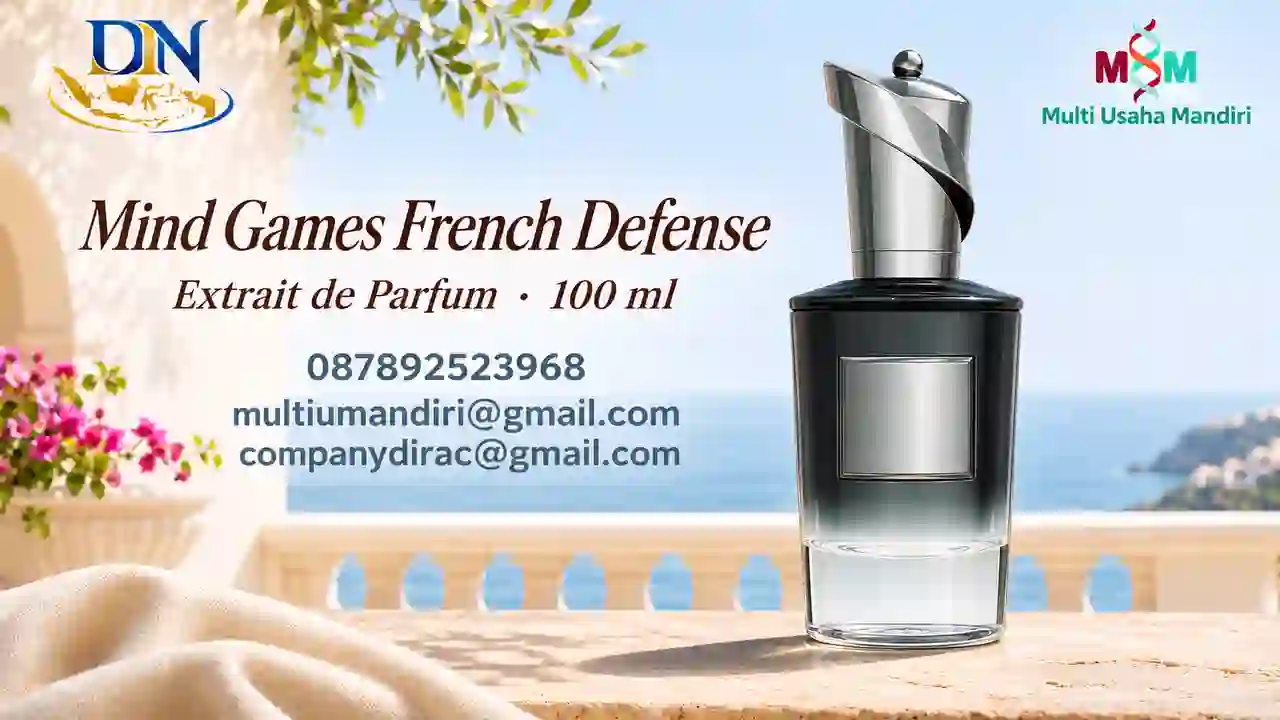 DN
MSM
Multi Usaha Mandiri
Mind Games French Defense
Extrait de Parfum · 100 ml
087892523968
multiumandiri@gmail.com
companydirac@gmail.com